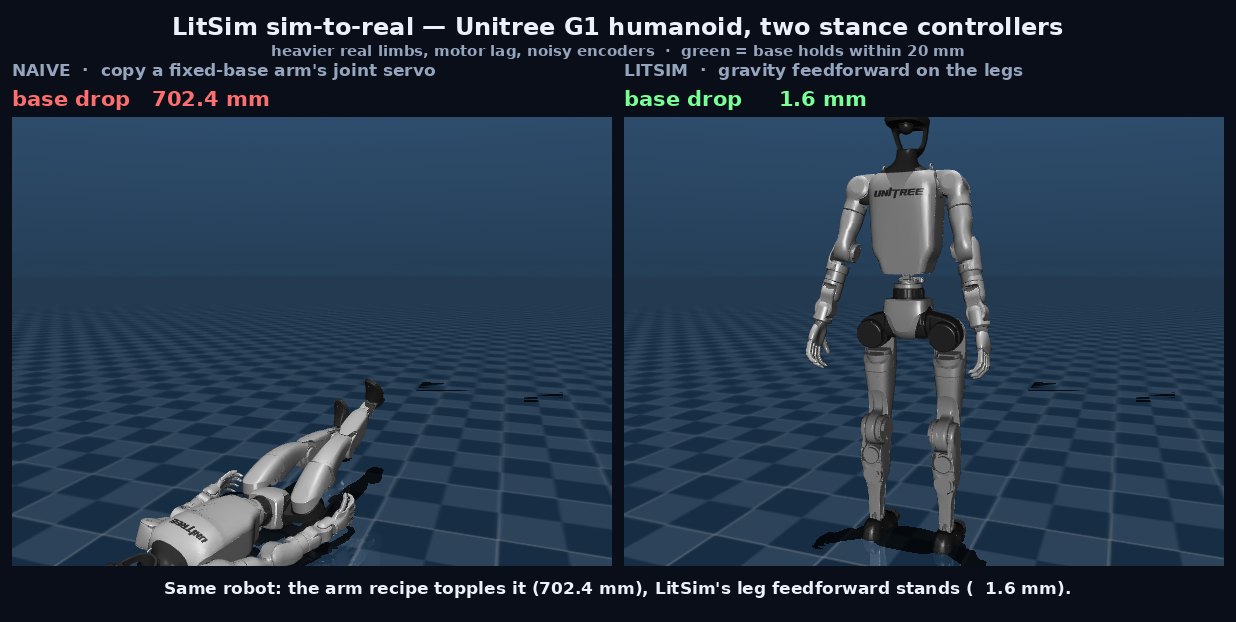 LitSim sim-to-real — Unitree G1 humanoid, two stance controllers
heavier real limbs, motor lag, noisy encoders · green = base holds within 20 mm
NAIVE · copy a fixed-base arm's joint servo
base drop 702.4 mm
LITSIM · gravity feedforward on the legs
base drop 1.6 mm
UNITREE
UNITREE
Same robot: the arm recipe topples it (702.4 mm), LitSim's leg feedforward stands (  1.6 mm).